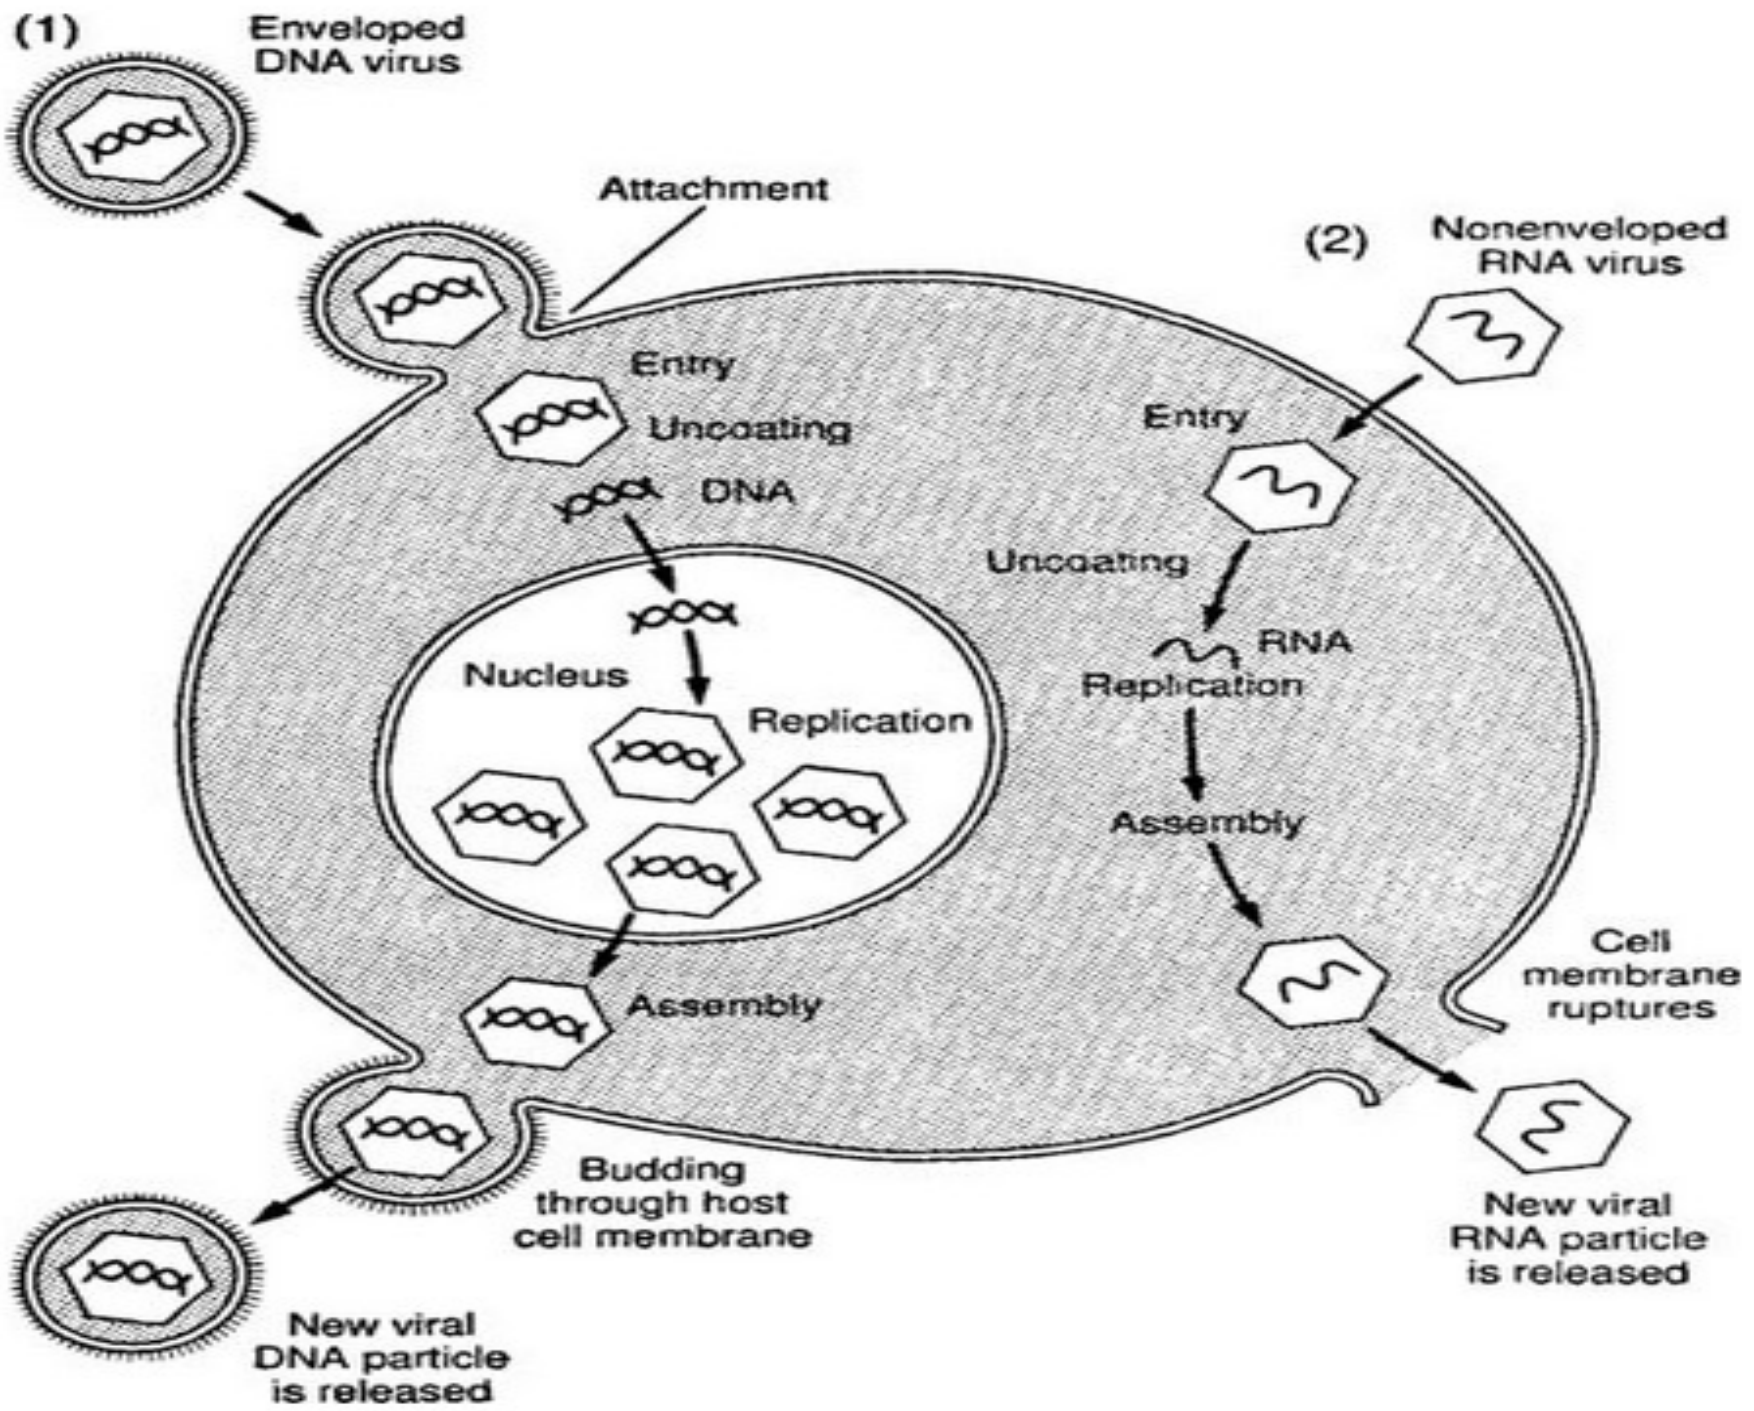 (1)
Enveloped
DNA virus
Attachment
(2)
Nonenveloped
RNA virus
Entry
Uncoating
DNA
Entry
Uncoating
RNA
Replication
Nucleus
Replication
Assembly
Assembly
Cell
membrane
ruptures
Budding
through host
cell membrane
New viral
RNA particle
is released
New viral
DNA particle
is released